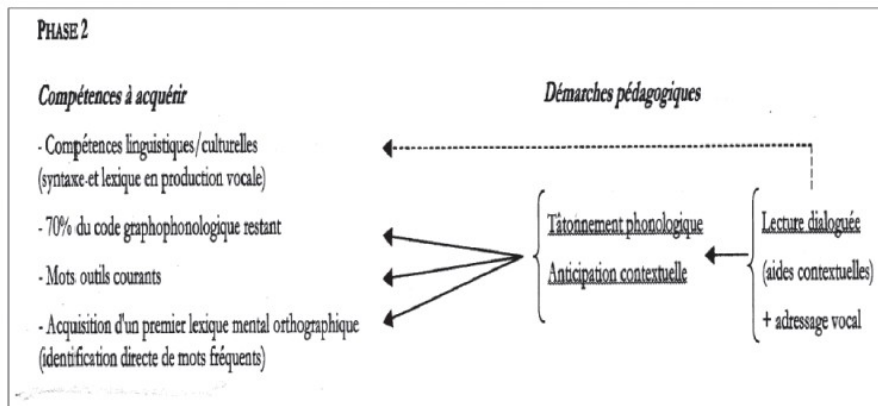 PHASE 2
Compétences à acquérir
Démarches pédagogiques
- Compétences linguistiques/culturelles
(syntaxe et lexique en production vocale)
- 70% du code graphophonologique restant
- Mots outils courants
- Acquisition d'un premier lexique mental orthographique
(identification directe de mots fréquents)
Tâtonnement phonologique
Anticipation contextuelle
Lecture dialoguée
(aides contextuelles)
+ adressage vocal